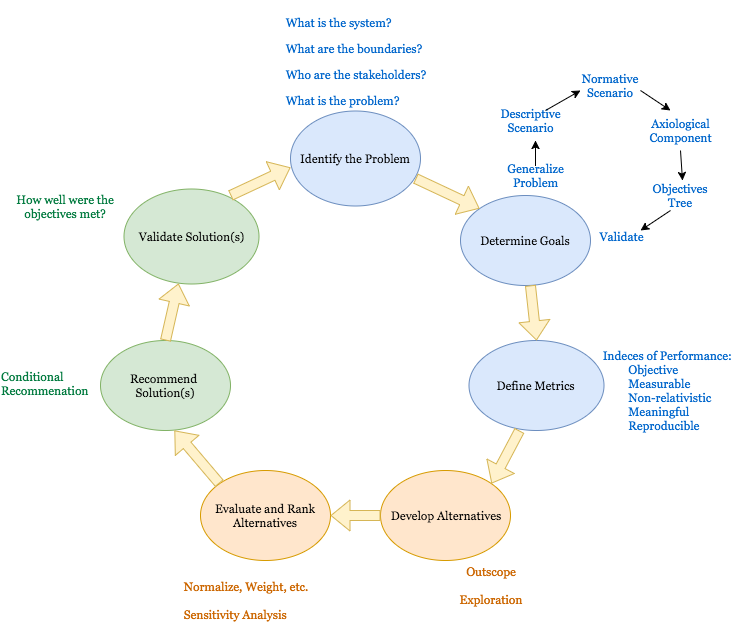 What is the system?
What are the boundaries?
Who are the stakeholders?
What is the problem?
Identify the Problem
Normative
Scenario
Descriptive
Scenario
Axiological
Component
Generalize
Problem
Objectives
Tree
Validate
Determine Goals
Indeces of Performance:
Objective
Measurable
Non-relativistic
Meaningful
Reproducible
Define Metrics
Develop Alternatives
Outscope
Exploration
Evaluate and Rank
Alternatives
Normalize, Weight, etc.
Sensitivity Analysis
Recommend
Solution(s)
Conditional
Recommenation
Validate Solution(s)
How well were the
objectives met?